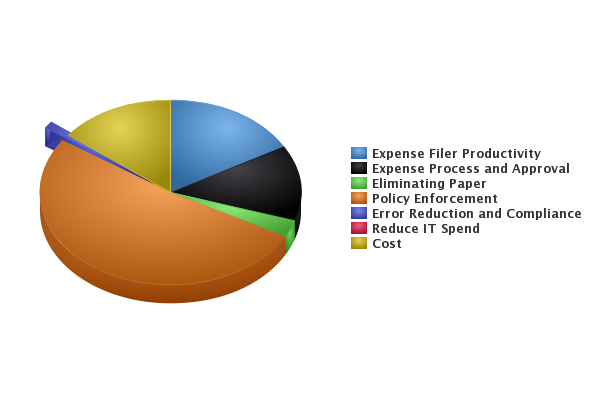 Expense Filer Productivity
Expense Process and Approval
Eliminating Paper
Policy Enforcement
Error Reduction and Compliance
Reduce IT Spend
Cost